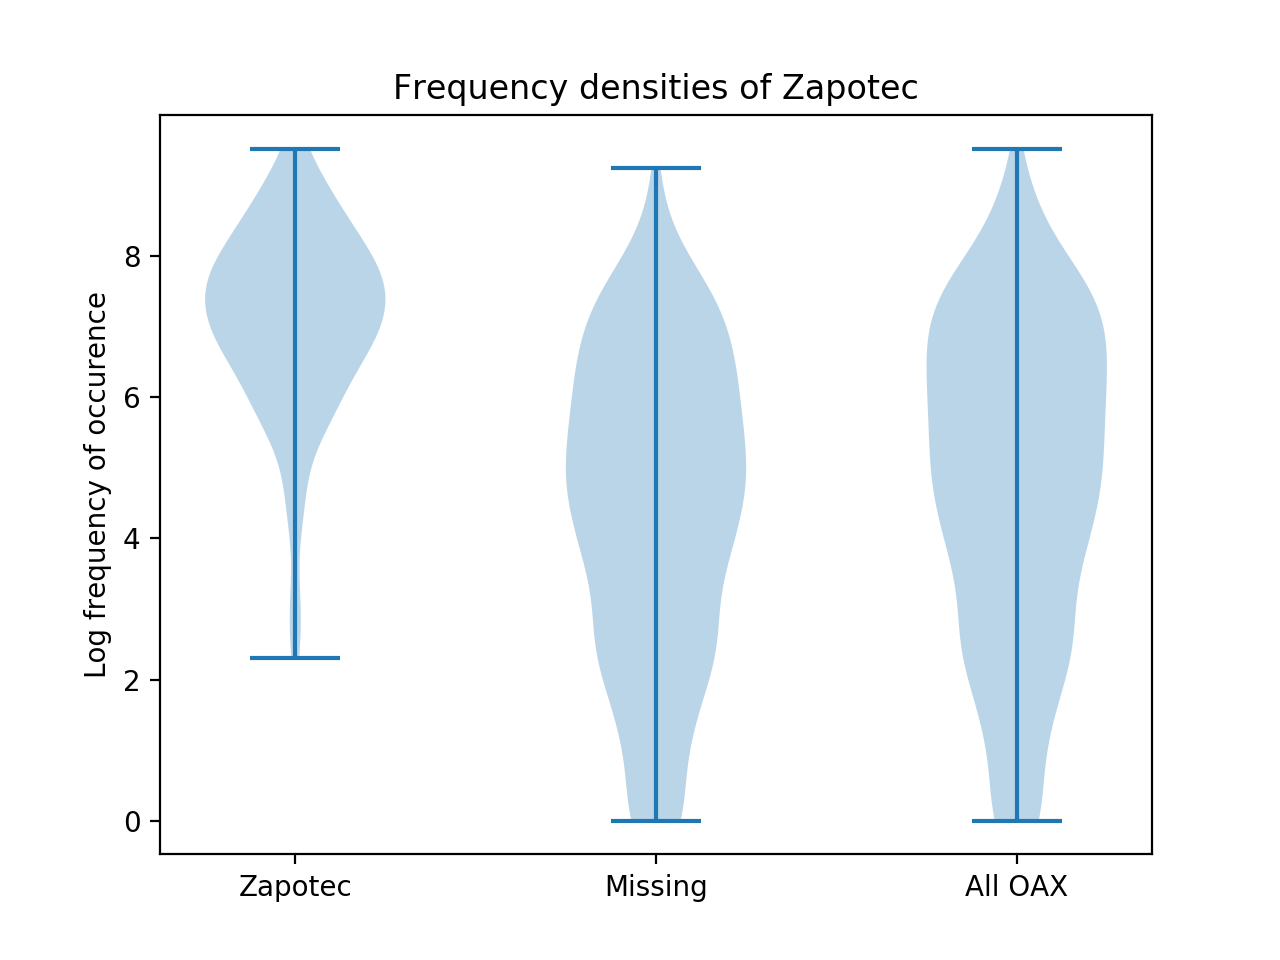 Frequency densities of Zapotec
Log frequency of occurence
8
6
4
2
0
Zapotec
Missing
All OAX